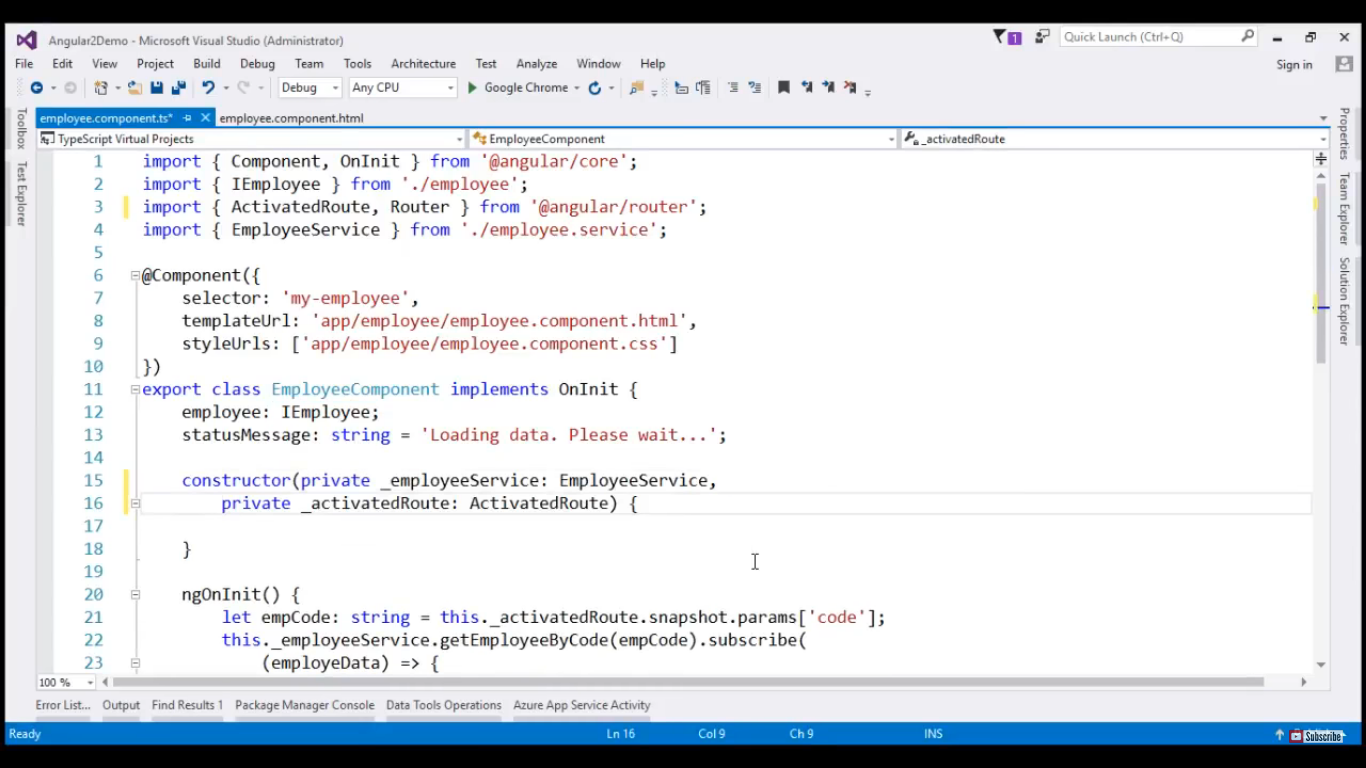 Angular2Demo - Microsoft Visual Studio (Administrator)
1
Quick Launch (Ctrl+Q)
File Edit View Project Build Debug Team Tools Architecture Test Analyze Window Help
Sign in
Debug Any CPU Google Chrome
employee.component.ts* employee.component.html
TypeScript Virtual Projects EmployeeComponent _activatedRoute
Toolbox
Test Explorer
1 import { Component, OnInit } from '@angular/core';
2 import { IEmployee } from './employee';
3 import { ActivatedRoute, Router } from '@angular/router';
4 import { EmployeeService } from './employee.service';
5
6 @Component({
7 selector: 'my-employee',
8 templateUrl: 'app/employee/employee.component.html',
9 styleUrls: ['app/employee/employee.component.css']
10 })
11 export class EmployeeComponent implements OnInit {
12 employee: IEmployee;
13 statusMessage: string = 'Loading data. Please wait...';
14
15 constructor(private _employeeService: EmployeeService,
16 private _activatedRoute: ActivatedRoute) {
17
18 }
19
20 ngOnInit() {
21 let empCode: string = this._activatedRoute.snapshot.params['code'];
22 this._employeeService.getEmployeeByCode(empCode).subscribe(
23 (employeData) => {
Properties
Team Explorer
Solution Explorer
100 %
Error List... Output Find Results 1 Package Manager Console Data Tools Operations Azure App Service Activity
Ready Ln 16 Col 9 Ch 9 INS
Subscribe